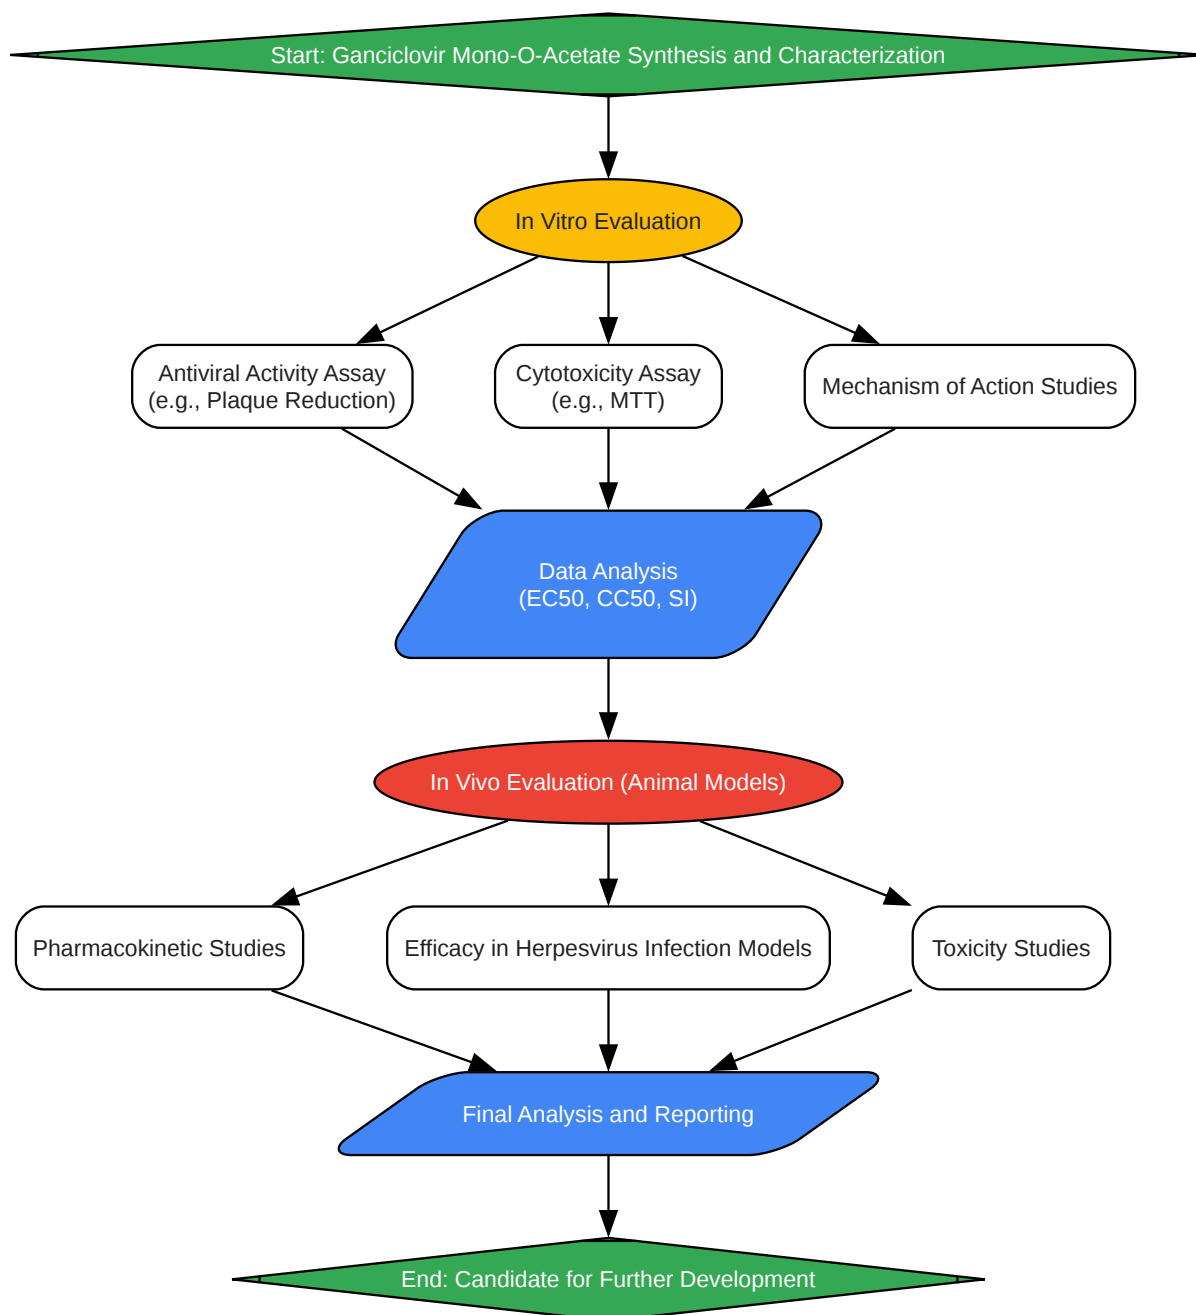 Start: Ganciclovir Mono-O-Acetate Synthesis and Characterization
In Vitro Evaluation
Antiviral Activity Assay
(e.g., Plaque Reduction)
Cytotoxicity Assay
(e.g., MTT)
Mechanism of Action Studies
Data Analysis
(EC50, CC50, SI)
In Vivo Evaluation (Animal Models)
Pharmacokinetic Studies
Efficacy in Herpesvirus Infection Models
Toxicity Studies
Final Analysis and Reporting
End: Candidate for Further Development